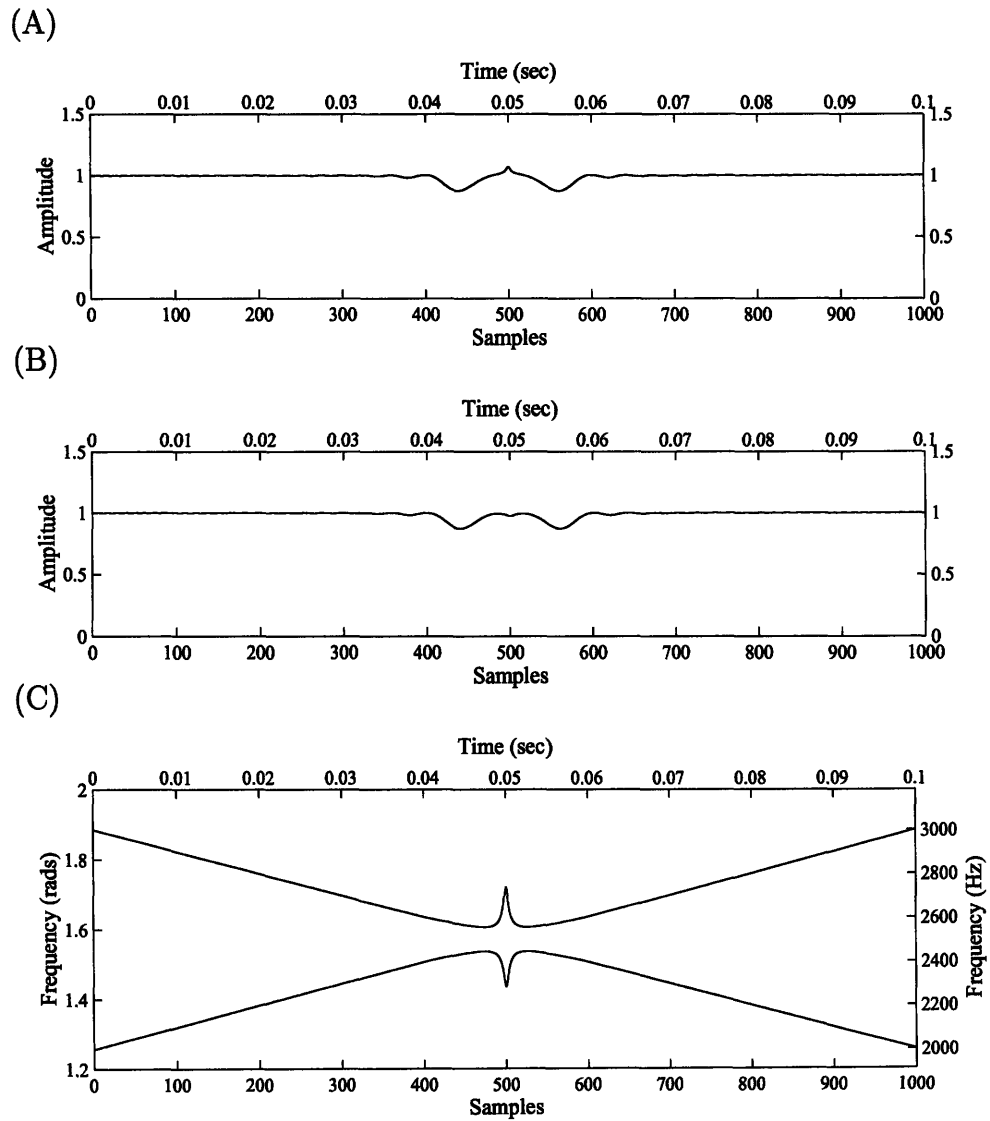 (A)
Time (sec)
0 0.01 0.02 0.03 0.04 0.05 0.06 0.07 0.08 0.09 0.1
1.5 1.5
1 1
0.5 0.5
0 0
Amplitude
0 100 200 300 400 500 600 700 800 900 1000
Samples
(B)
Time (sec)
0 0.01 0.02 0.03 0.04 0.05 0.06 0.07 0.08 0.09 0.1
1.5 1.5
1 1
0.5 0.5
0 0
Amplitude
0 100 200 300 400 500 600 700 800 900 1000
Samples
(C)
Time (sec)
0 0.01 0.02 0.03 0.04 0.05 0.06 0.07 0.08 0.09 0.1
2
3000
1.8
2800
1.6 2600
2400
1.4
2200
2000
1.2
Frequency (rads)
Frequency (Hz)
0 100 200 300 400 500 600 700 800 900 1000
Samples